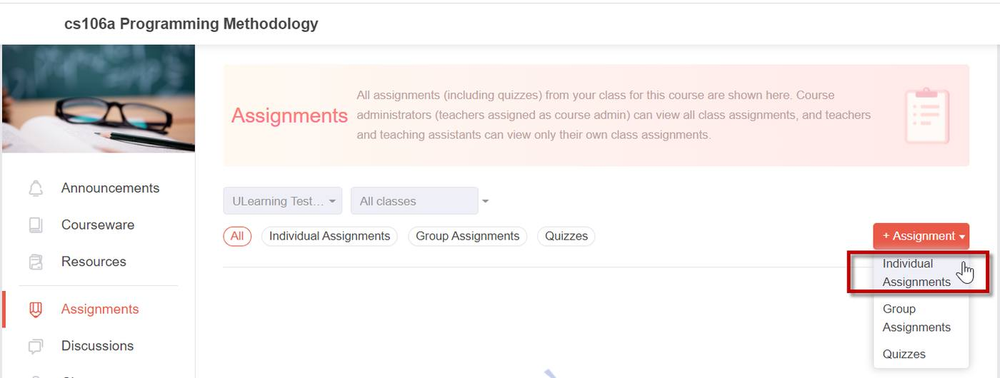 cs106a Programming Methodology
Announcements
Courseware
Resources
Assignments
Discussions
Assignments
All assignments (including quizzes) from your class for this course are shown here. Course
administrators (teachers assigned as course admin) can view all class assignments, and teachers
and teaching assistants can view only their own class assignments.
ULearning Test...
All classes
All
Individual Assignments
Group Assignments
Quizzes
+ Assignment
Individual
Assignments
Group
Assignments
Quizzes